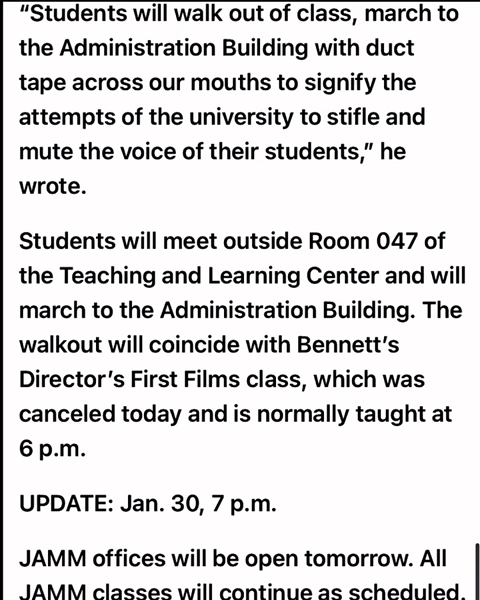 “Students will walk out of class, march to
the Administration Building with duct
tape across our mouths to signify the
attempts of the university to stifle and
mute the voice of their students,” he
wrote.
Students will meet outside Room 047 of
the Teaching and Learning Center and will
march to the Administration Building. The
walkout will coincide with Bennett’s
Director’s First Films class, which was
canceled today and is normally taught at
6 p.m.
UPDATE: Jan. 30, 7 p.m.
JAMM offices will be open tomorrow. All
JAMM classes will continue as scheduled.